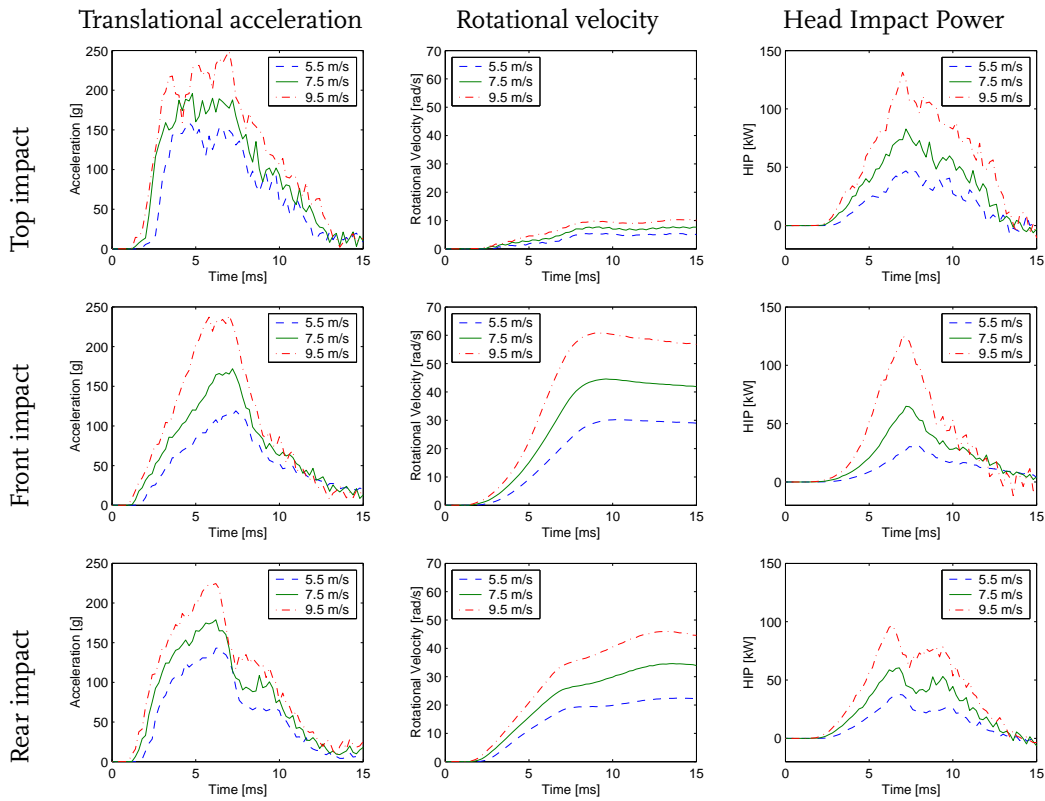 Translational acceleration
Rotational velocity
Head Impact Power
Top impact
Acceleration [g]
250
200
150
100
50
0
0 5 10 15
Time [ms]
5.5 m/s
7.5 m/s
9.5 m/s
Rotational Velocity [rad/s]
70
60
50
40
30
20
10
0
0 5 10 15
Time [ms]
5.5 m/s
7.5 m/s
9.5 m/s
HIP [kW]
150
100
50
0
0 5 10 15
Time [ms]
5.5 m/s
7.5 m/s
9.5 m/s
Front impact
Acceleration [g]
250
200
150
100
50
0
0 5 10 15
Time [ms]
5.5 m/s
7.5 m/s
9.5 m/s
Rotational Velocity [rad/s]
70
60
50
40
30
20
10
0
0 5 10 15
Time [ms]
5.5 m/s
7.5 m/s
9.5 m/s
HIP [kW]
150
100
50
0
0 5 10 15
Time [ms]
5.5 m/s
7.5 m/s
9.5 m/s
Rear impact
Acceleration [g]
250
200
150
100
50
0
0 5 10 15
Time [ms]
5.5 m/s
7.5 m/s
9.5 m/s
Rotational Velocity [rad/s]
70
60
50
40
30
20
10
0
0 5 10 15
Time [ms]
5.5 m/s
7.5 m/s
9.5 m/s
HIP [kW]
150
100
50
0
0 5 10 15
Time [ms]
5.5 m/s
7.5 m/s
9.5 m/s